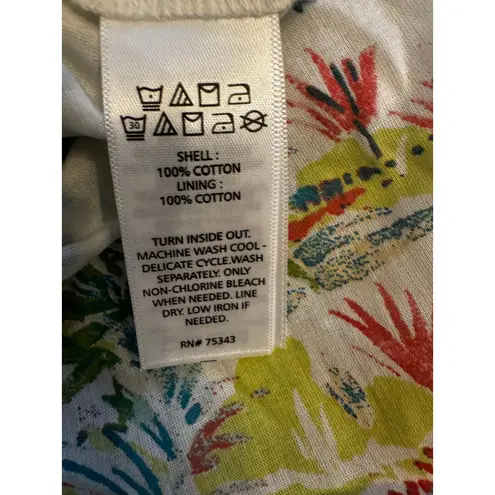 30
SHELL :
100% COTTON
LINING :
100% COTTON
TURN INSIDE OUT.
MACHINE WASH COOL -
DELICATE CYCLE.WASH
SEPARATELY. ONLY
NON-CHLORINE BLEACH
WHEN NEEDED. LINE
DRY. LOW IRON IF
NEEDED.
RN# 75343